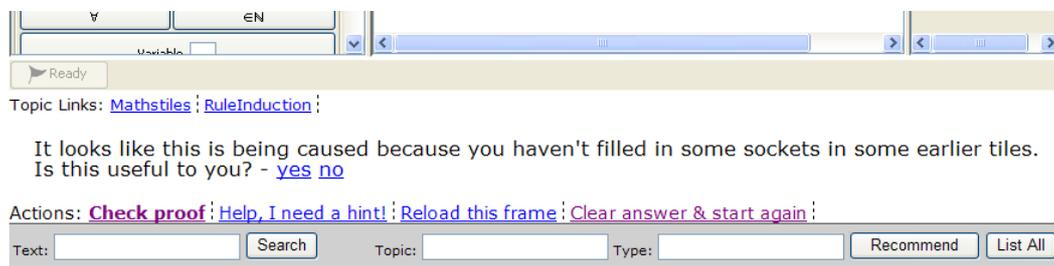 ∀ ∈N
Variable
Ready
Topic Links: Mathstiles RuleInduction
It looks like this is being caused because you haven't filled in some sockets in some earlier tiles.
Is this useful to you? - yes no
Actions: Check proof Help, I need a hint! Reload this frame Clear answer & start again
Text: Search Topic: Type: Recommend List All